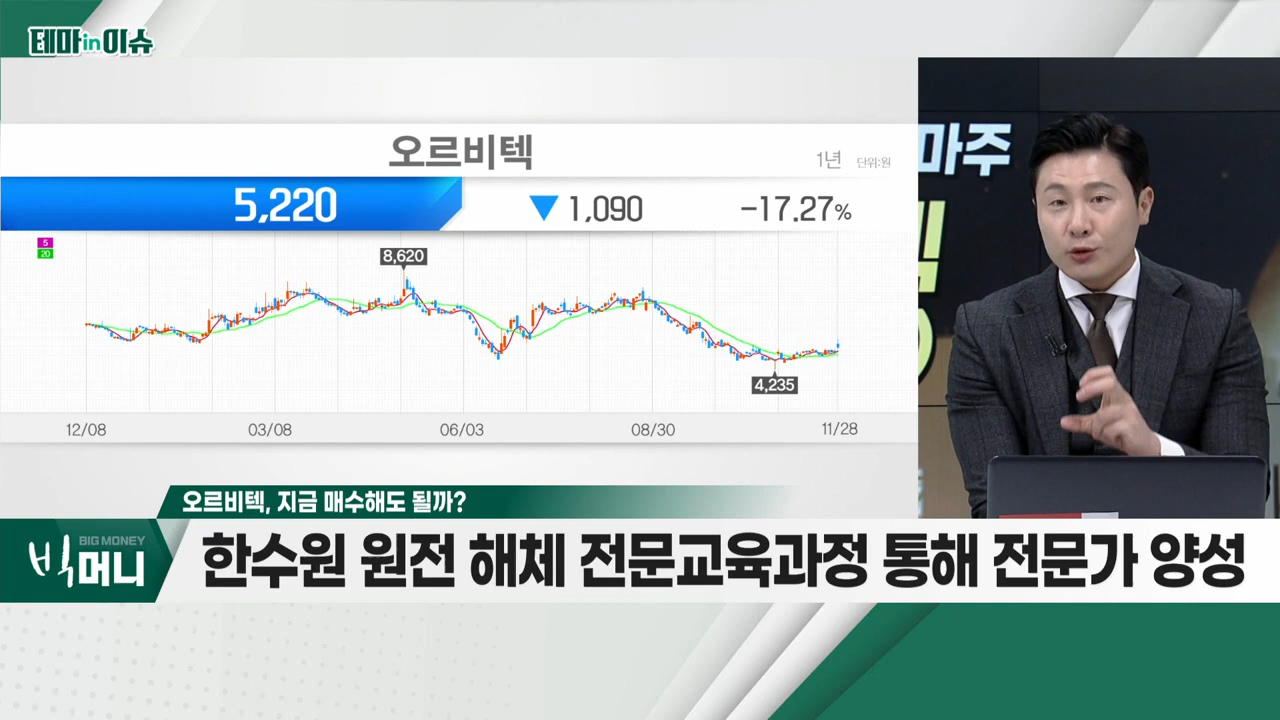 테마in이슈
오르비텍
1년 단위:원
5,220 ▼1,090 -17.27%
5
20
8,620
4,235
12/08 03/08 06/03 08/30 11/28
마주
오르비텍, 지금 매수해도 될까?
BIG MONEY
빅머니
한수원 원전 해체 전문교육과정 통해 전문가 양성